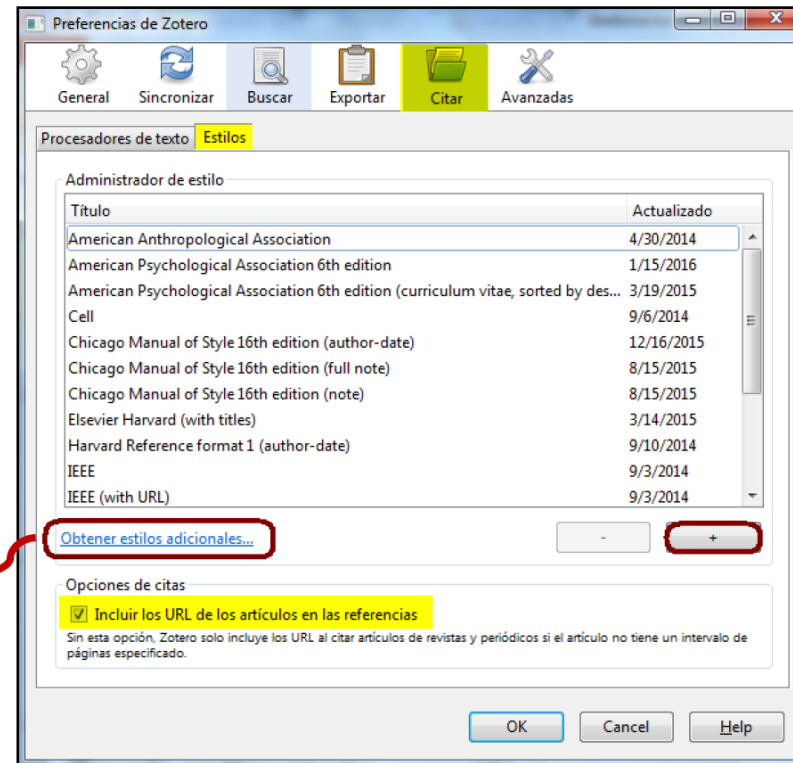 Preferencias de Zotero
General Sincronizar Buscar Exportar Citar Avanzadas
Procesadores de texto Estilos
Administrador de estilo
Título Actualizado
American Anthropological Association 4/30/2014
American Psychological Association 6th edition 1/15/2016
American Psychological Association 6th edition (curriculum vitae, sorted by des... 3/19/2015
Cell 9/6/2014
Chicago Manual of Style 16th edition (author-date) 12/16/2015
Chicago Manual of Style 16th edition (full note) 8/15/2015
Chicago Manual of Style 16th edition (note) 8/15/2015
Elsevier Harvard (with titles) 3/14/2015
Harvard Reference format 1 (author-date) 9/10/2014
IEEE 9/3/2014
IEEE (with URL) 9/3/2014
Obtener estilos adicionales... - +
Opciones de citas
Incluir los URL de los artículos en las referencias
Sin esta opción, Zotero solo incluye los URL al citar artículos de revistas y periódicos si el artículo no tiene un intervalo de
páginas especificado.
OK Cancel Help